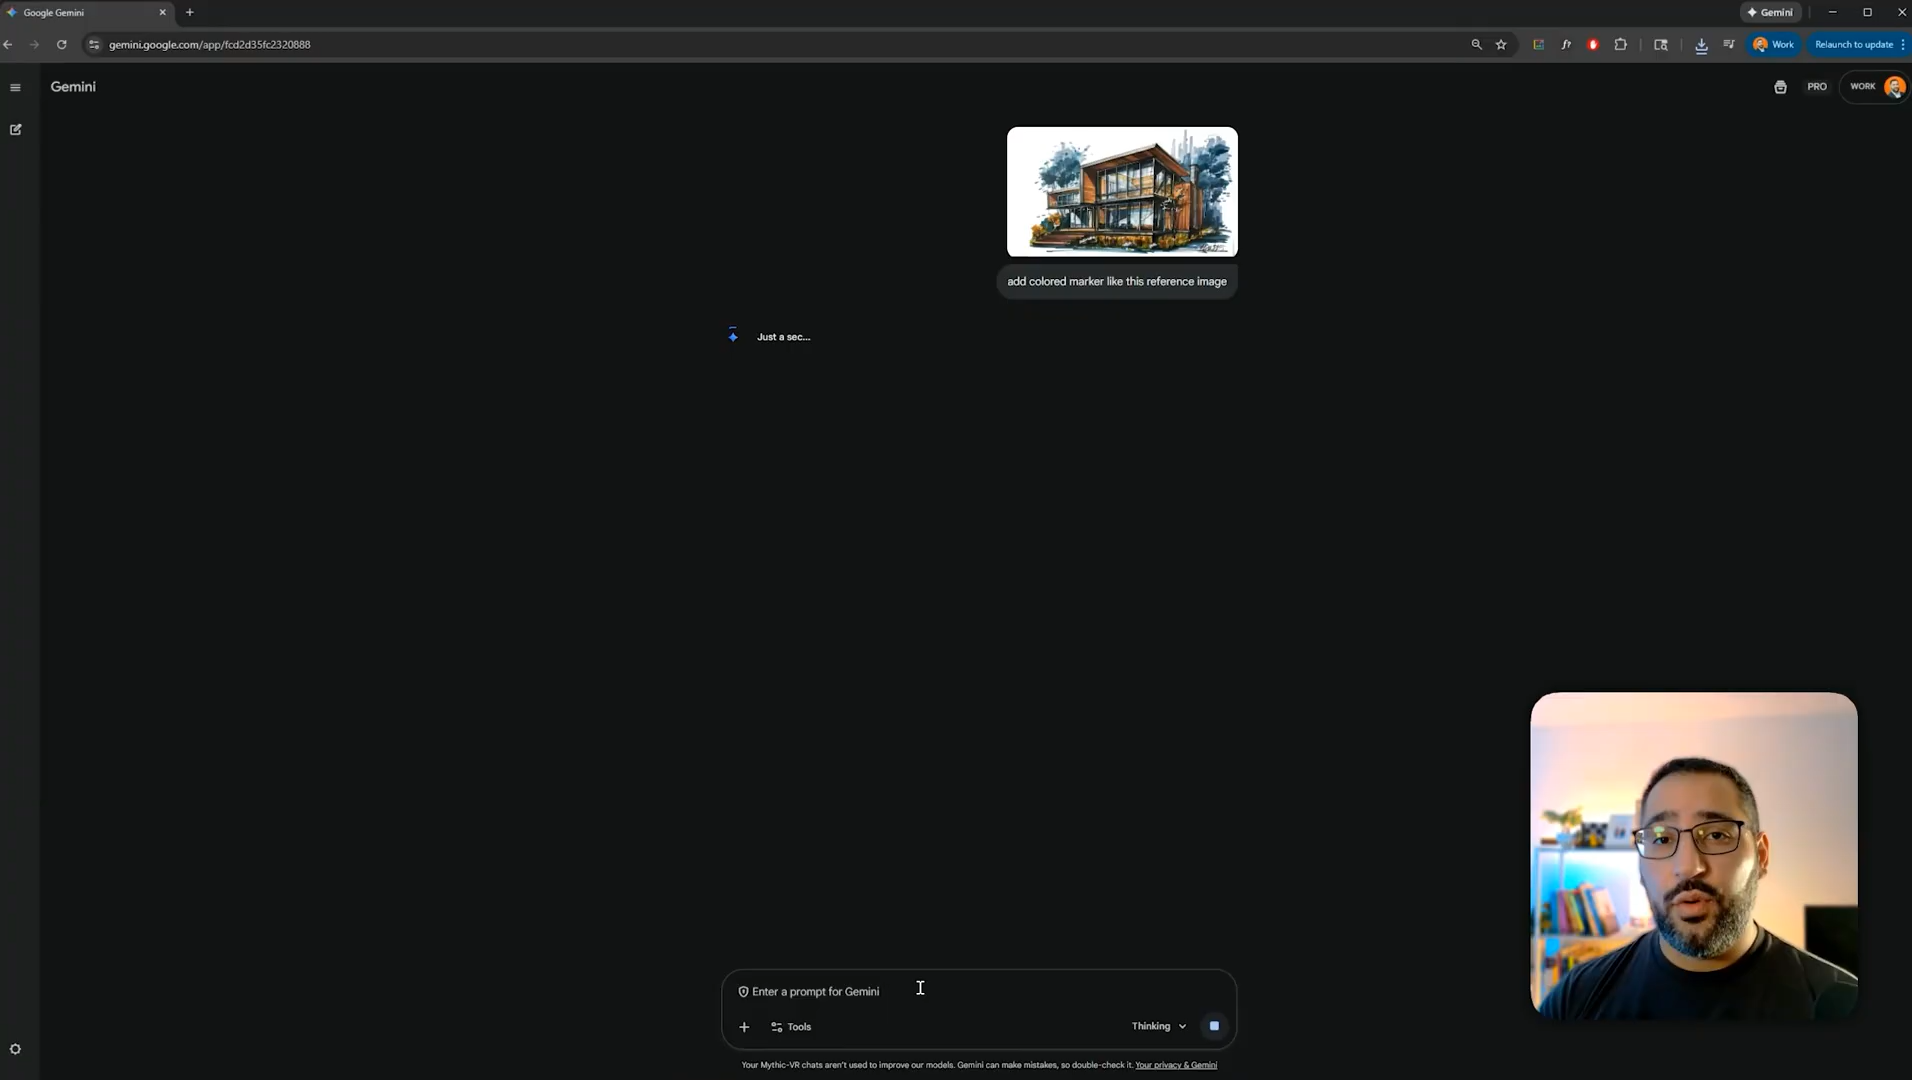 Google Gemini
Gemini
gemini.google.com/app/fcd2d35fc2320888
Work
Relaunch to update
Gemini
PRO
WORK
add colored marker like this reference image
Just a sec...
Enter a prompt for Gemini
Tools
Thinking
Your Mythic-VR chats aren't used to improve our models. Gemini can make mistakes, so double-check it. Your privacy & Gemini